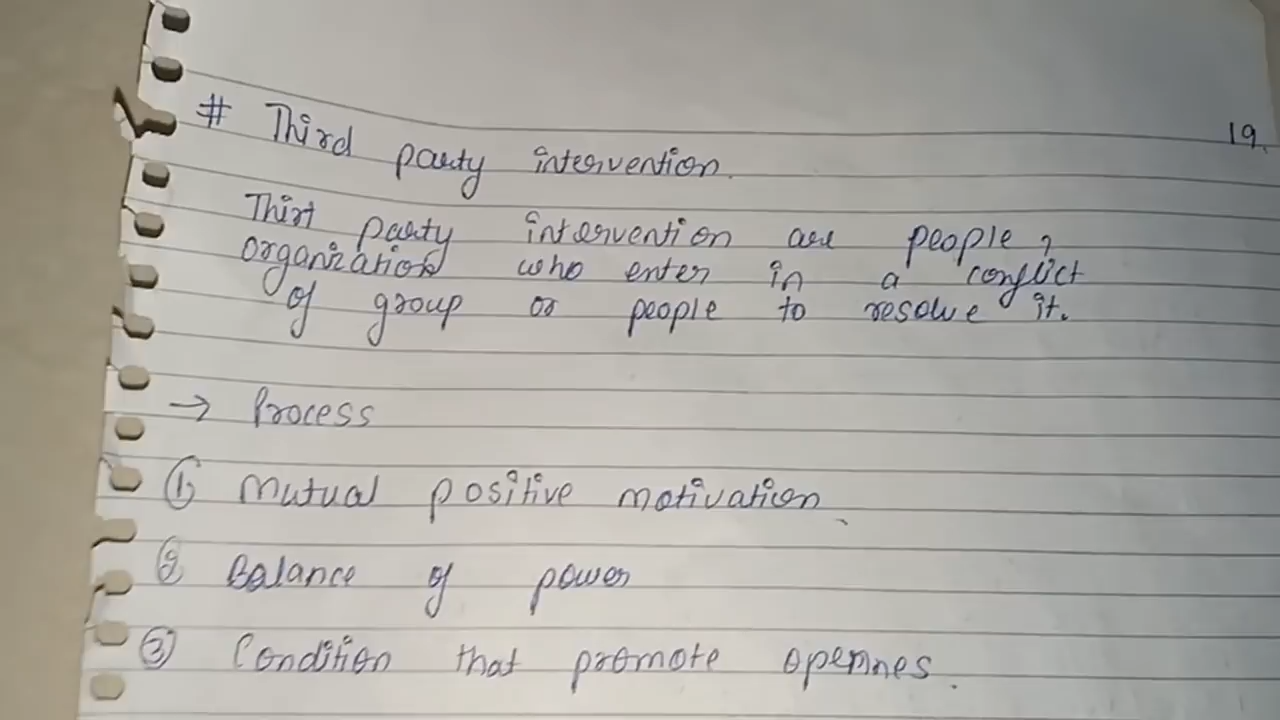 # Third party intervention.
19.
Thirt party intervention are people,
organization who enter in a conflict
of group or people to resolve it.
→ Process
① Mutual positive motivation.
② Balance of power
③ Condition that promote opennes.